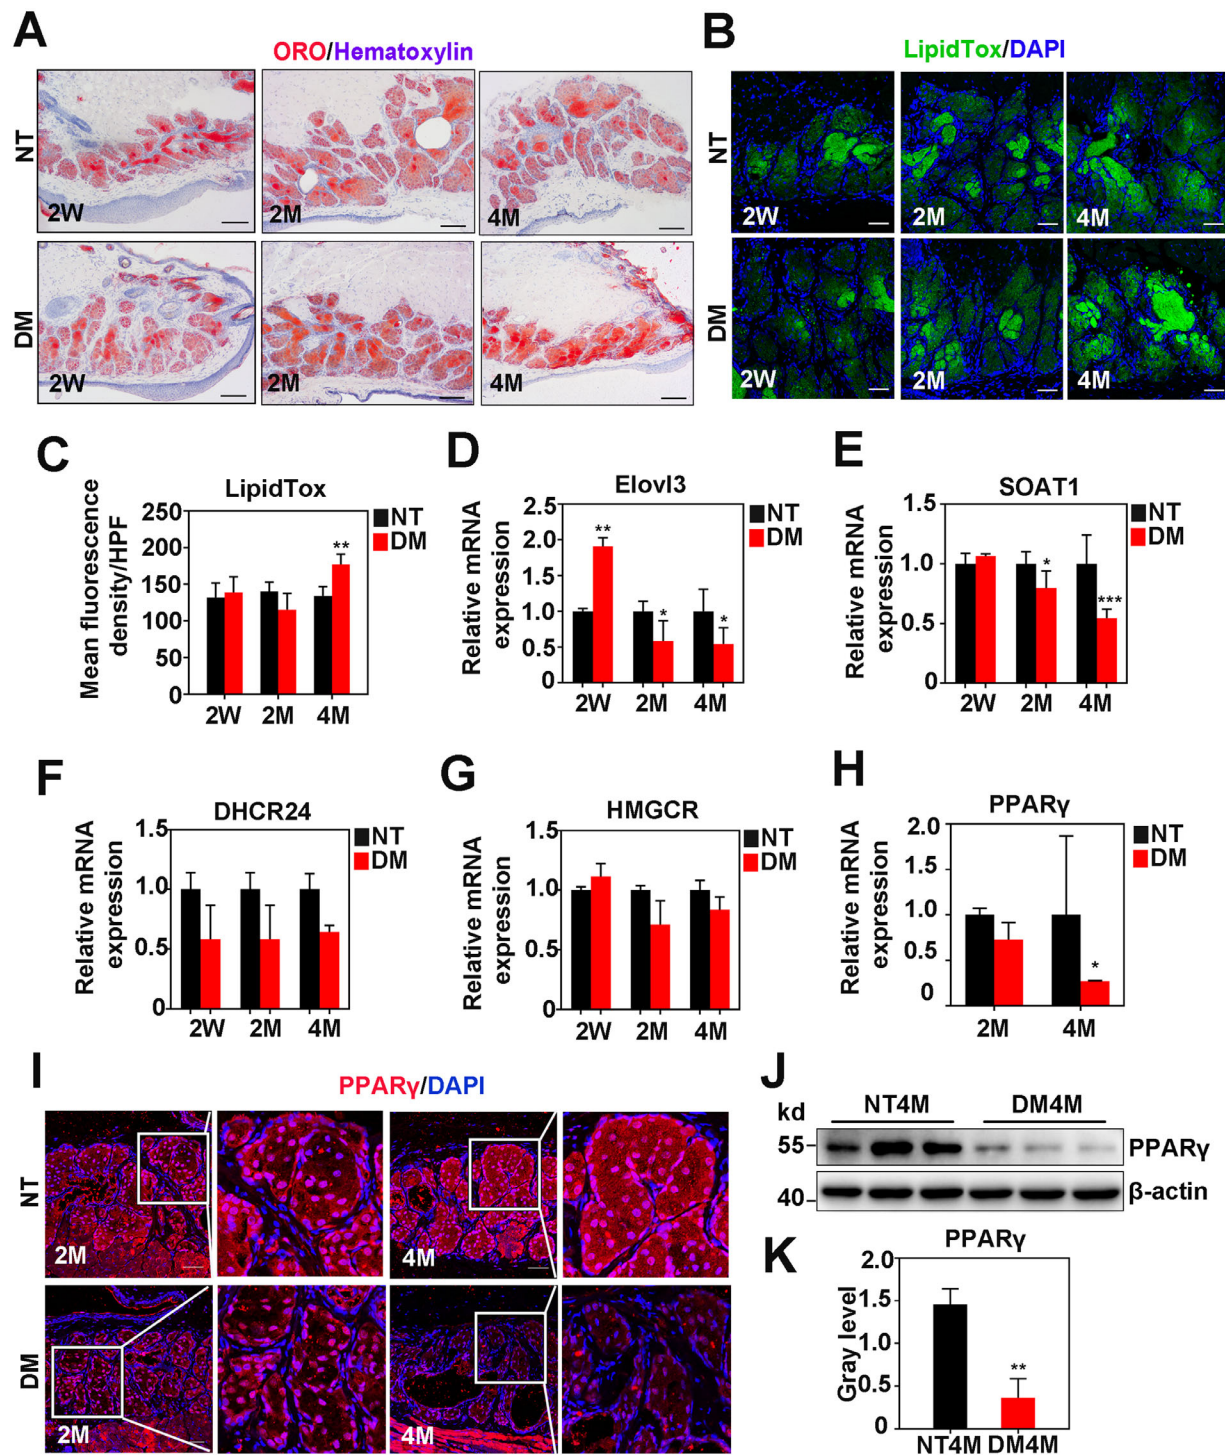 A
ORO/Hematoxylin
NT
2W
2M
4M
DM
2W
2M
4M
B
LipidTox/DAPI
NT
2W
2M
4M
DM
2W
2M
4M
C
LipidTox
Mean fluorescence
density/HPF
250
200
150
100
50
0
2W
2M
4M
**
NT
DM
D
Elovl3
Relative mRNA
expression
2.5
2.0
1.5
1.0
0.5
0
**
*
*
2W
2M
4M
NT
DM
E
SOAT1
Relative mRNA
expression
1.5
1.0
0.5
0
*
***
2W
2M
4M
NT
DM
F
DHCR24
Relative mRNA
expression
1.5
1.0
0.5
0
2W
2M
4M
NT
DM
G
HMGCR
Relative mRNA
expression
1.5
1.0
0.5
0
2W
2M
4M
NT
DM
H
PPARγ
Relative mRNA
expression
2.0
1.5
1.0
0.5
0
*
2M
4M
NT
DM
I
PPARγ/DAPI
NT
2M
4M
DM
2M
4M
J
kd
NT4M
DM4M
55
PPARγ
40
β-actin
K
PPARγ
Gray level
2.0
1.5
1.0
0.5
0
**
NT4M
DM4M